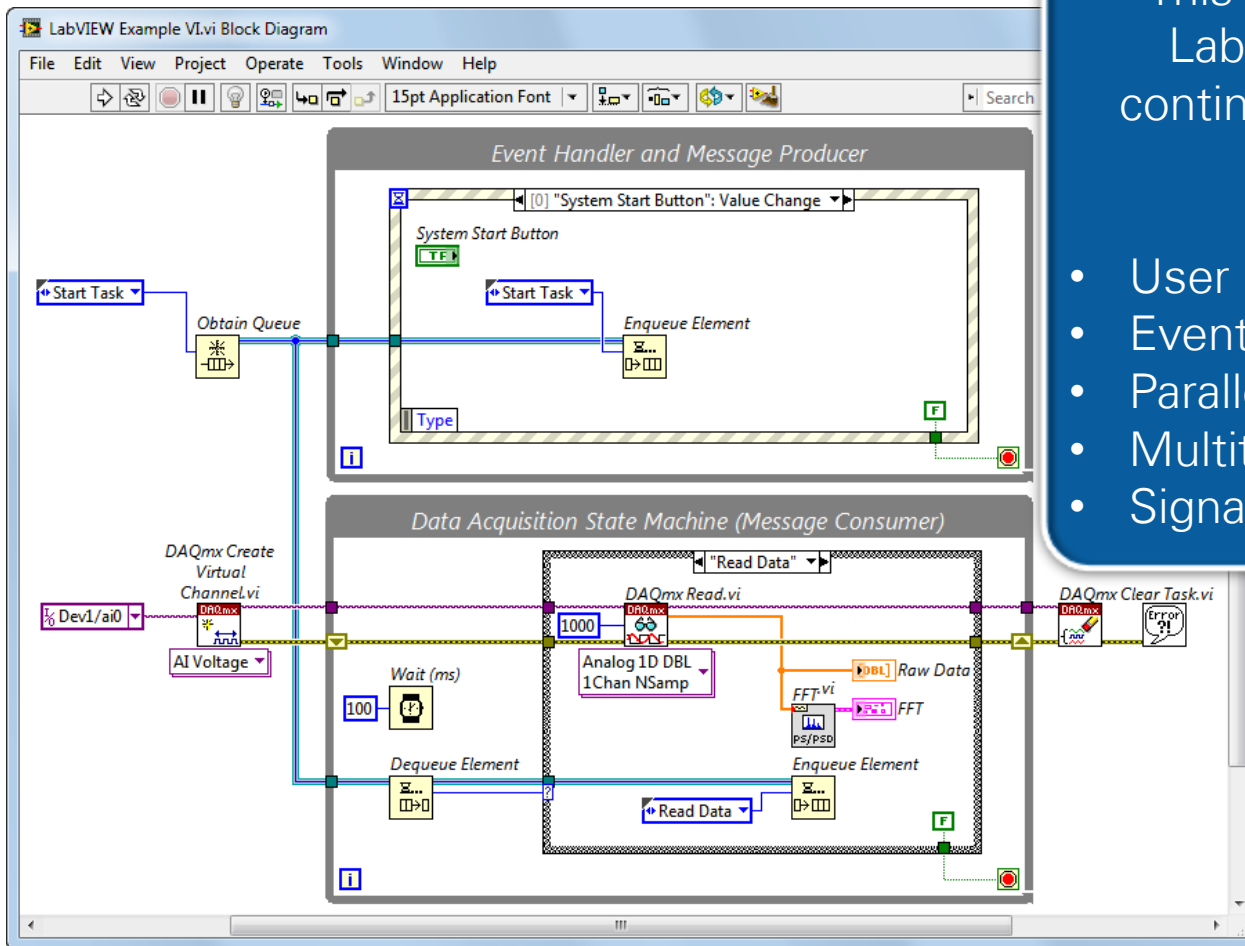 LabVIEW Example VI.vi Block Diagram
File Edit View Project Operate Tools Window Help
15pt Application Font
Search
This
Lab
contin
• User
• Event
• Parall
• Multit
• Signa
Event Handler and Message Producer
[0] "System Start Button": Value Change
System Start Button
TF
Start Task
Start Task
Obtain Queue
Enqueue Element
Type
F
i
Data Acquisition State Machine (Message Consumer)
"Read Data"
DAQmx Create
Virtual
Channel.vi
DAQmx
DAQmx Read.vi
DAQmx
DAQmx Clear Task.vi
DAQmx
Error
?!
I/O Dev1/ai0
1000
AI Voltage
Analog 1D DBL
1Chan NSamp
Wait (ms)
100
DBL
Raw Data
FFT.vi
FFT
PS/PSD
Dequeue Element
Enqueue Element
?
Read Data
F
i